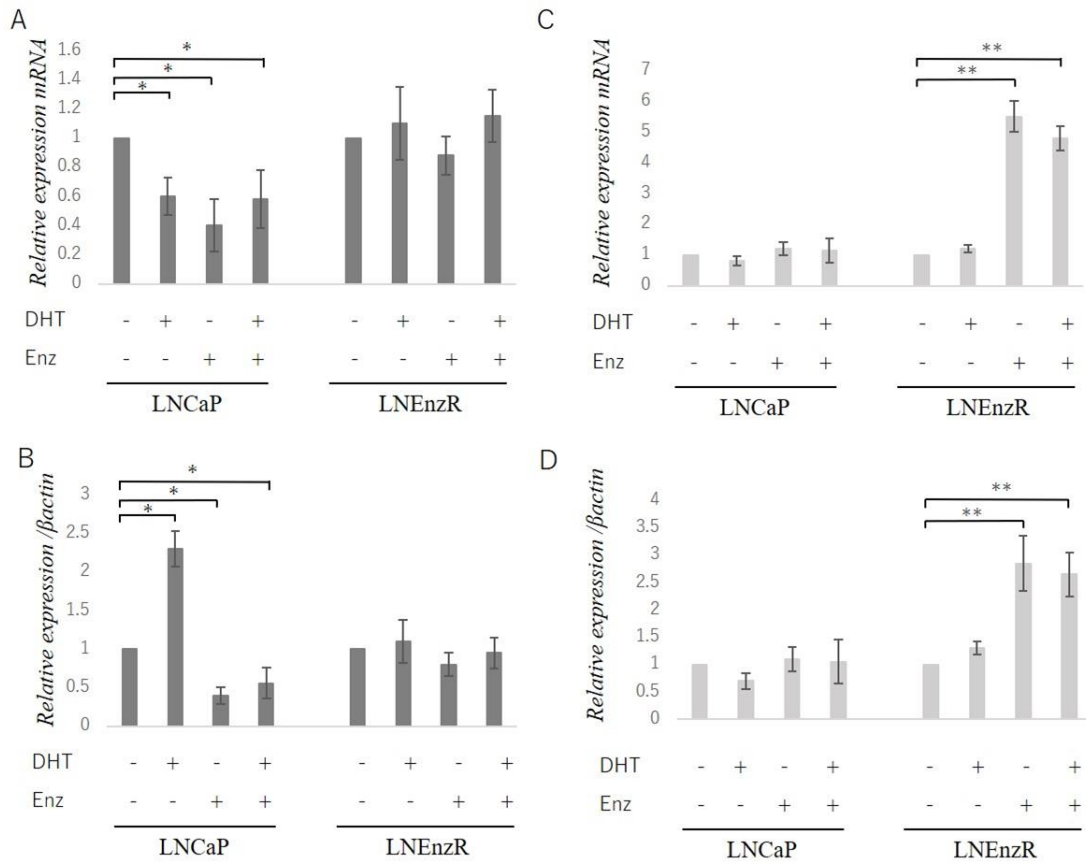 A
Relative expression mRNA
1.6
1.4
1.2
1
0.8
0.6
0.4
0.2
0
*
*
*
DHT - + - + - + - +
Enz - - + + - - + +
LNCaP LNEnzR
C
Relative expression mRNA
7
6
5
4
3
2
1
0
**
**
DHT - + - + - + - +
Enz - - + + - - + +
LNCaP LNEnzR
B
Relative expression /βactin
3
2.5
2
1.5
1
0.5
0
*
*
*
DHT - + - + - + - +
Enz - - + + - - + +
LNCaP LNEnzR
D
Relative expression /βactin
4
3.5
3
2.5
2
1.5
1
0.5
0
**
**
DHT - + - + - + - +
Enz - - + + - - + +
LNCaP LNEnzR